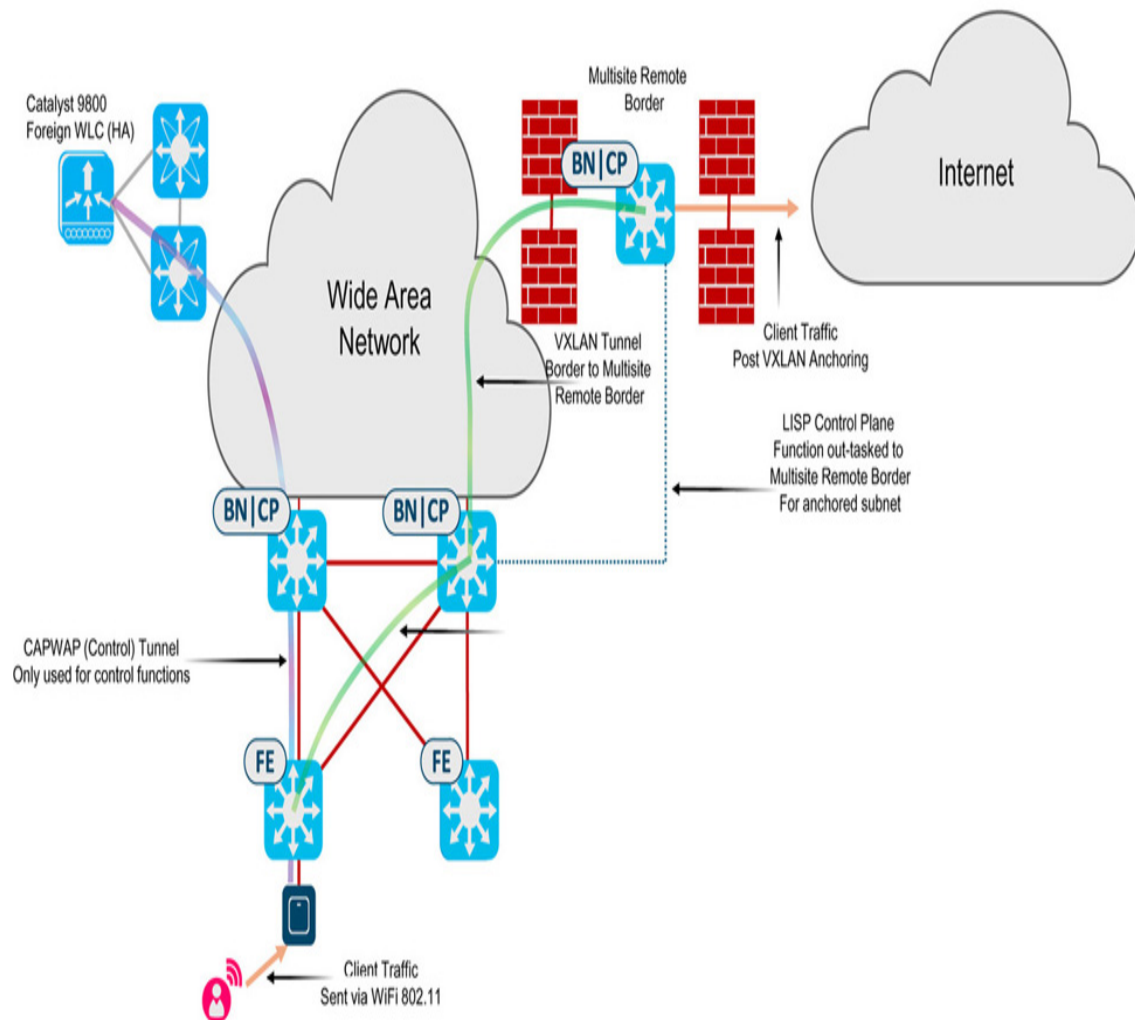 Catalyst 9800
Foreign WLC (HA)
Multisite Remote
Border
BN|CP
Internet
Wide Area
Network
VXLAN Tunnel
Border to Multisite
Remote Border
Client Traffic
Post VXLAN Anchoring
LISP Control Plane
Function out-tasked to
Multisite Remote Border
For anchored subnet
BN|CP
BN|CP
CAPWAP (Control) Tunnel
Only used for control functions
FE
FE
Client Traffic
Sent via WiFi 802.11